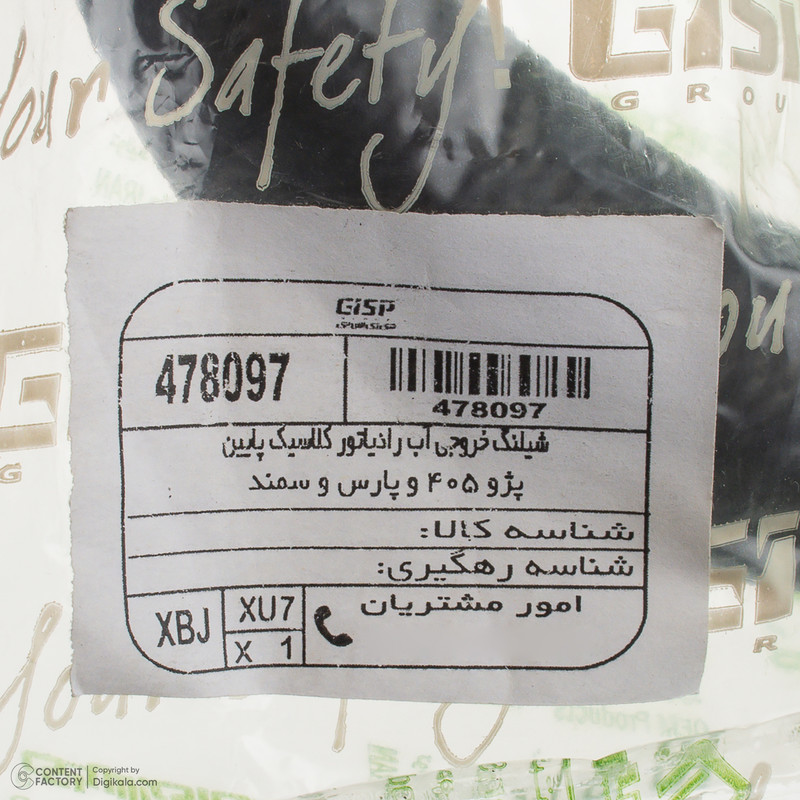 Your Safety!
GISP
GROU
GISP
478097
478097
شیلنگ خروجی آب رادیاتور کلاسیک پایین
پژو ۴۰۵ و پارس و سمند
شناسه کالا:
شناسه رهگیری:
XBJ
XU7
X 1
امور مشتریان
CONTENT FACTORY
Copyright by
Digikala.com